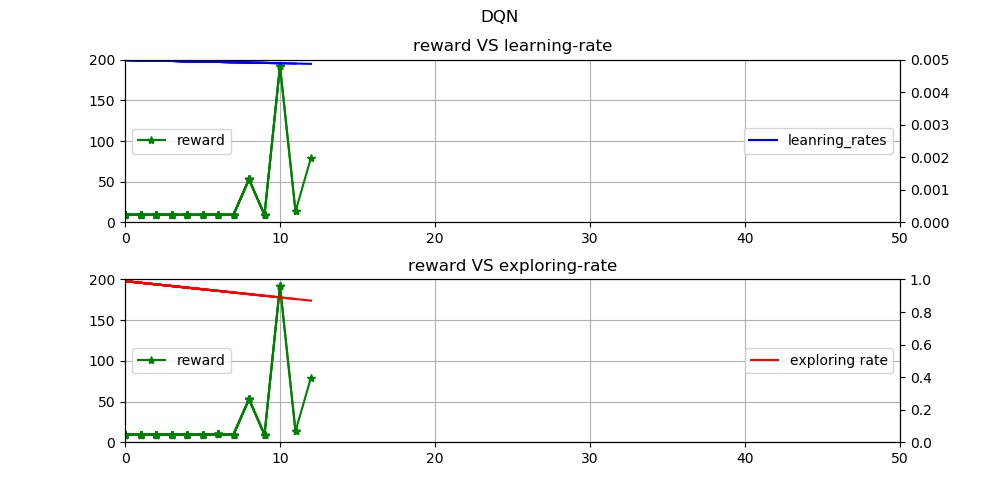 DQN
reward VS learning-rate
200
150
100
50
0
reward
leanring_rates
0.005
0.004
0.003
0.002
0.001
0.000
0 10 20 30 40 50
reward VS exploring-rate
200
150
100
50
0
reward
exploring rate
1.0
0.8
0.6
0.4
0.2
0.0
0 10 20 30 40 50